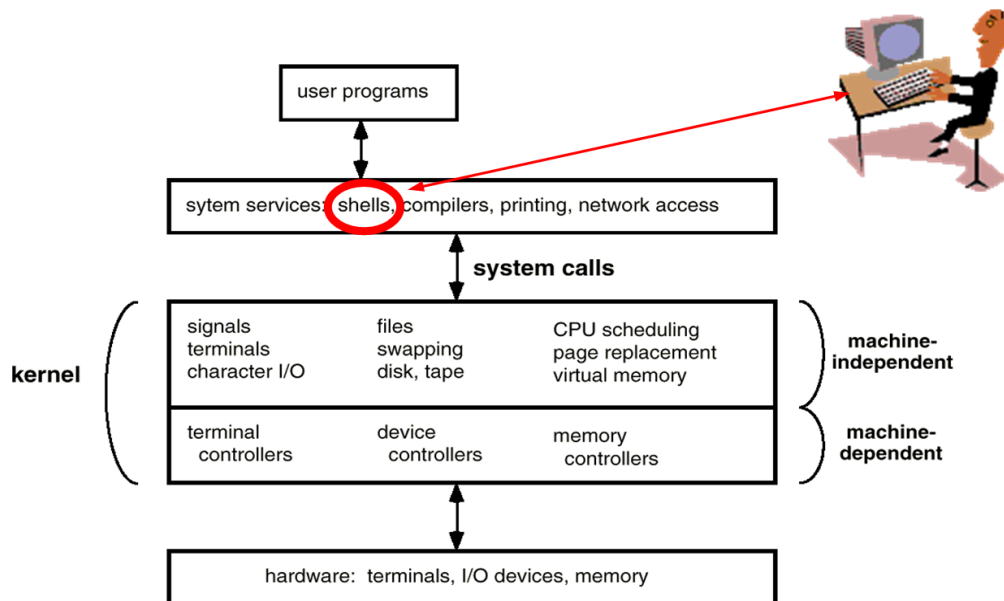 user programs
sytem services: shells, compilers, printing, network access
system calls
kernel
signals
terminals
character I/O
files
swapping
disk, tape
CPU scheduling
page replacement
virtual memory
machine-
independent
terminal
controllers
device
controllers
memory
controllers
machine-
dependent
hardware: terminals, I/O devices, memory